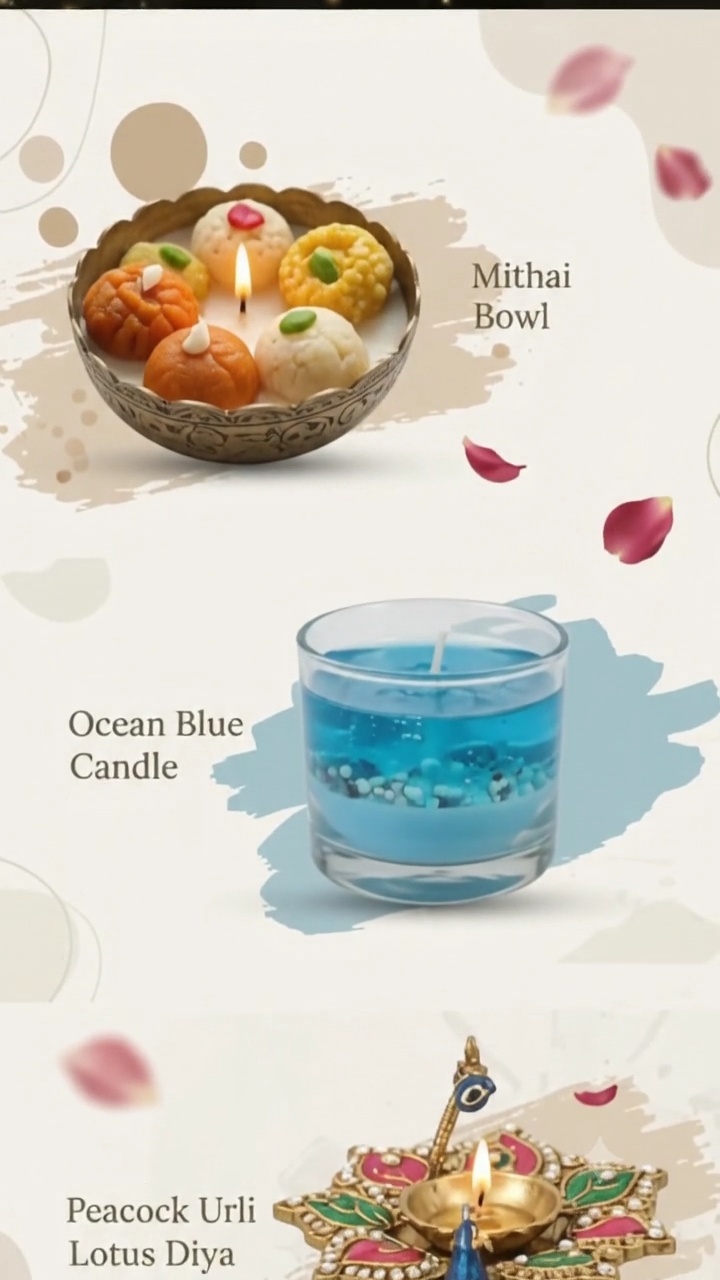 Mithai
Bowl
Ocean Blue
Candle
Peacock Urli
Lotus Diya